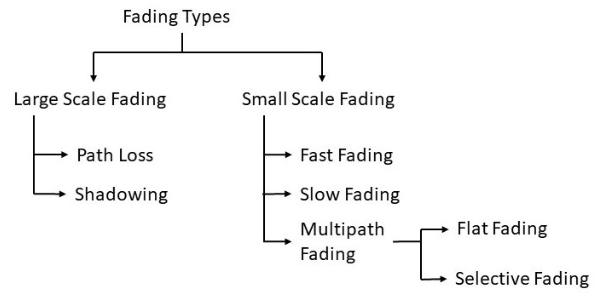 Fading Types
Large Scale Fading
Small Scale Fading
Path Loss
Fast Fading
Shadowing
Slow Fading
Multipath
Fading
Flat Fading
Selective Fading